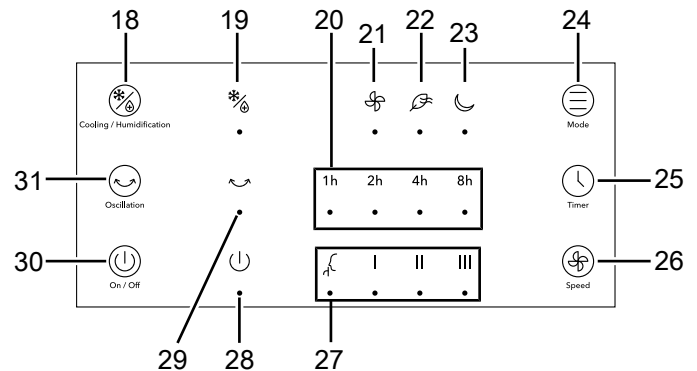 18 19 20 21 22 23 24
Cooling / Humidification
Mode
31 1h 2h 4h 8h 25
Oscillation
Timer
30 I II III 26
On / Off
Speed
29 28 27